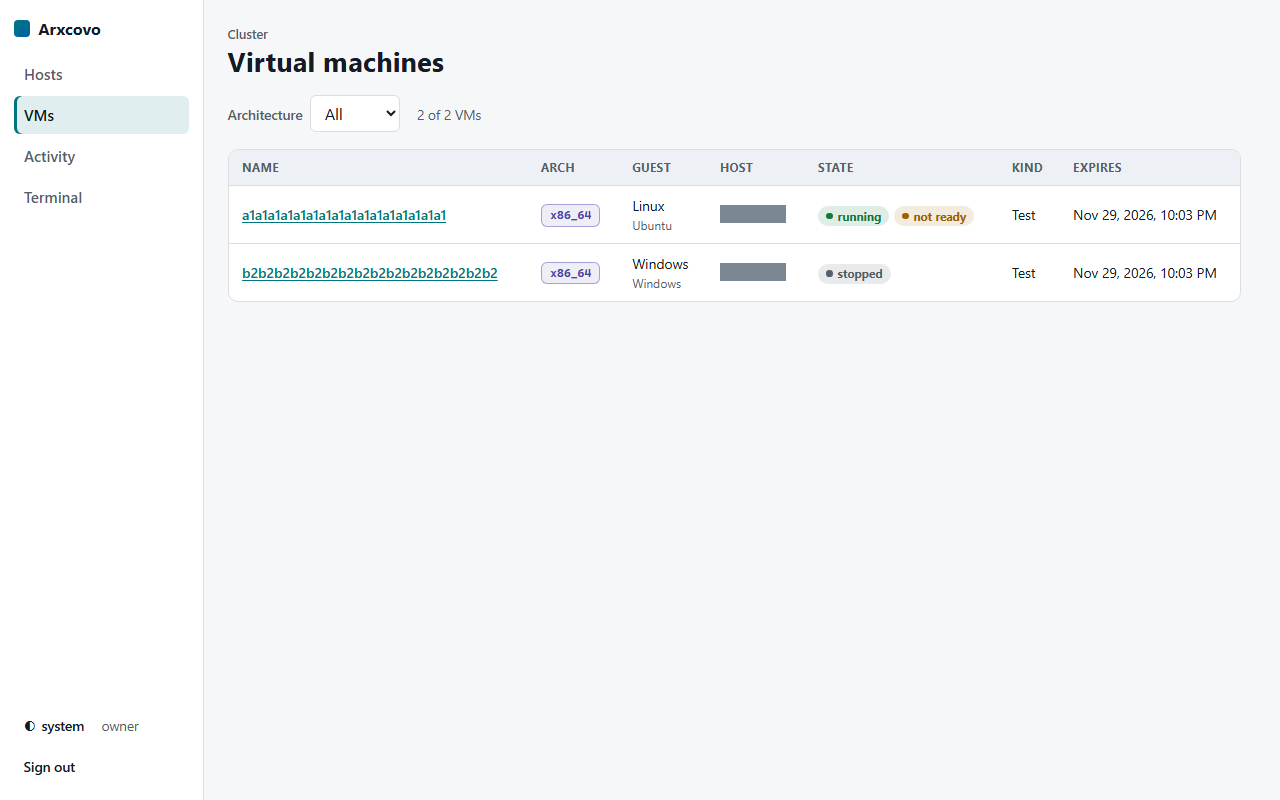 Arxcovo
Hosts
VMs
Activity
Terminal
system owner
Sign out
Cluster
Virtual machines
Architecture All 2 of 2 VMs
NAME ARCH GUEST HOST STATE KIND EXPIRES
a1a1a1a1a1a1a1a1a1a1a1a1a1a1a1a1 x86_64 Linux Ubuntu running not ready Test Nov 29, 2026, 10:03 PM
b2b2b2b2b2b2b2b2b2b2b2b2b2b2b2b2 x86_64 Windows Windows stopped Test Nov 29, 2026, 10:03 PM